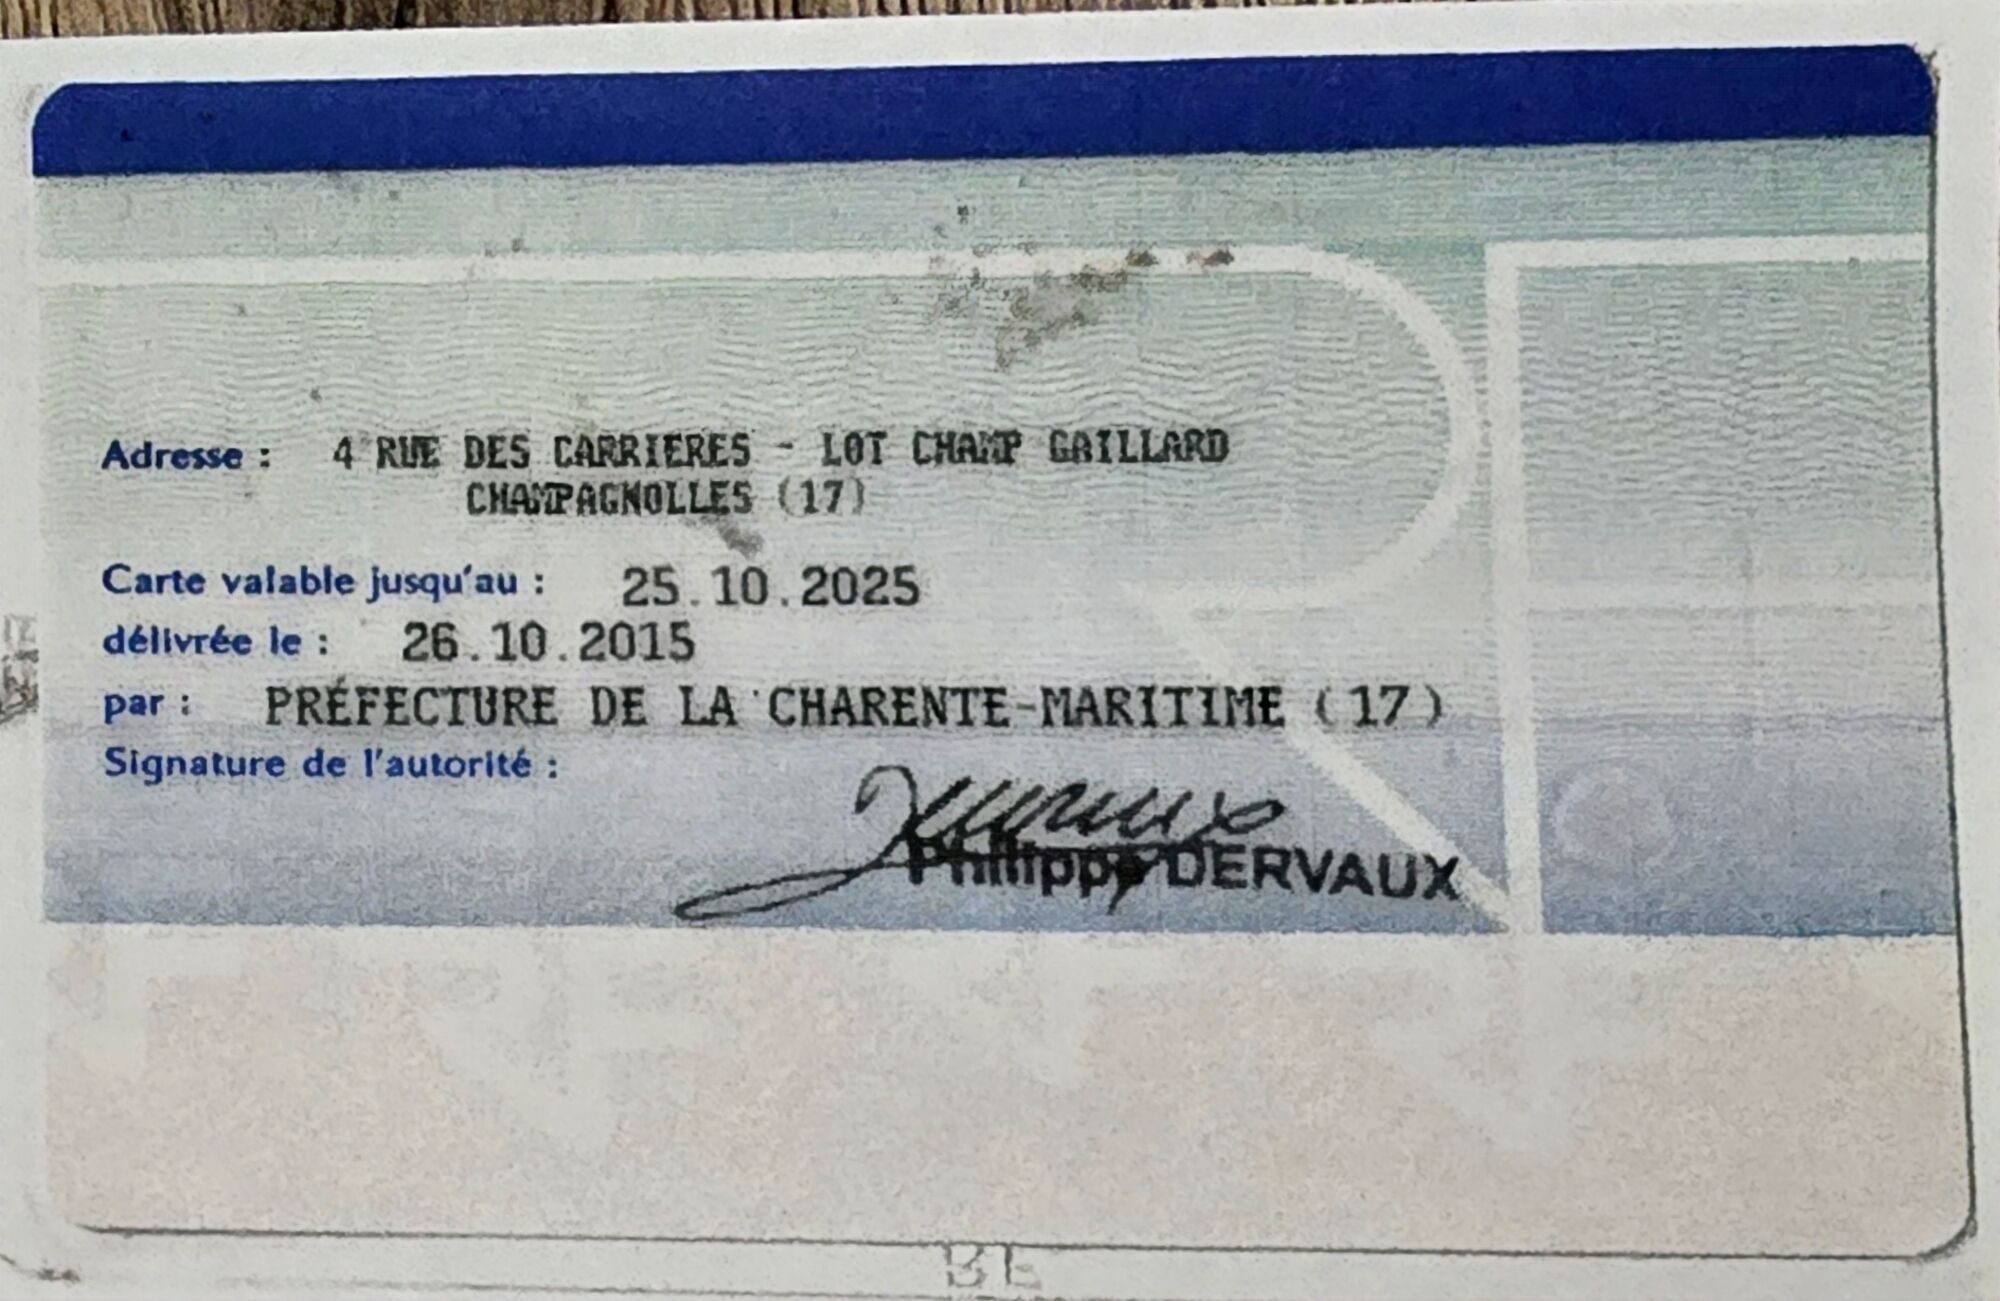 Adresse : 4 RUE DES CARRIERES - LOT CHAMP GAILLARD
CHAMPAGNOLLES (17)
Carte valable jusqu'au : 25.10.2025
délivrée le : 26.10.2015
par : PRÉFECTURE DE LA CHARENTE-MARITIME (17)
Signature de l'autorité :
Philippe DERVAUX